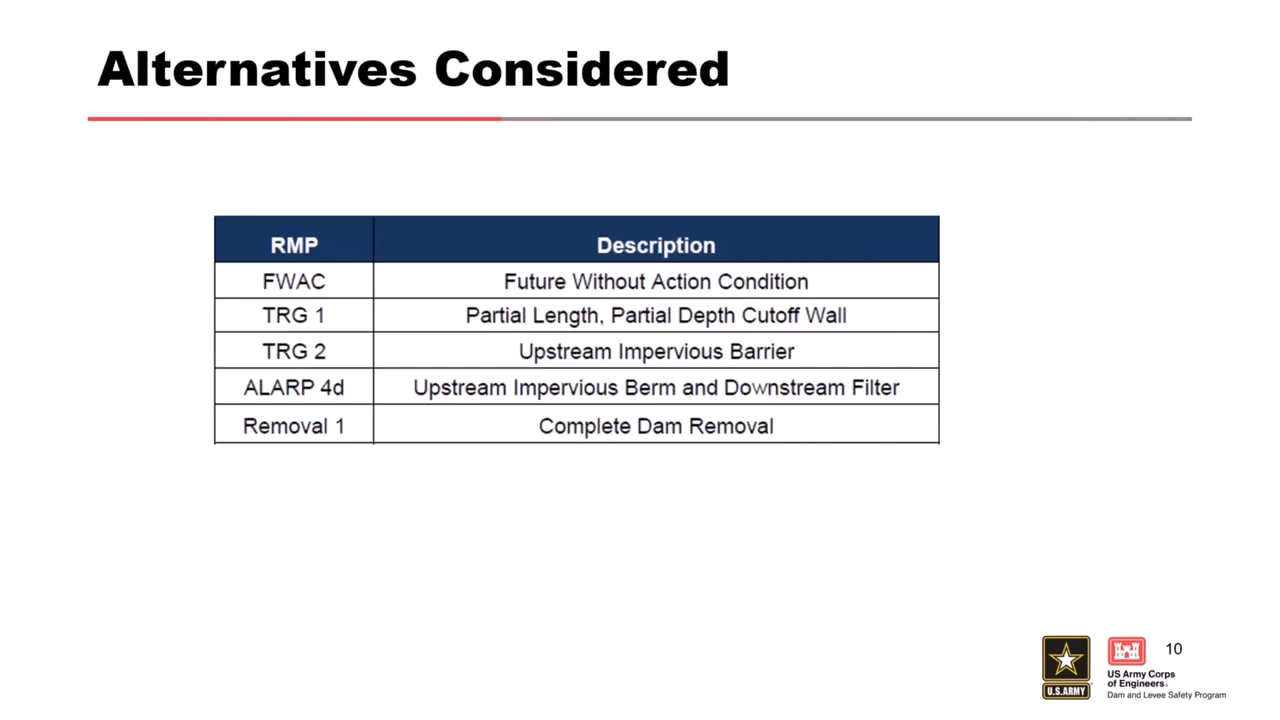 Alternatives Considered
RMP Description
FWAC Future Without Action Condition
TRG 1 Partial Length, Partial Depth Cutoff Wall
TRG 2 Upstream Impervious Barrier
ALARP 4d Upstream Impervious Berm and Downstream Filter
Removal 1 Complete Dam Removal
10
U.S.ARMY
US Army Corps
of Engineers®
Dam and Levee Safety Program